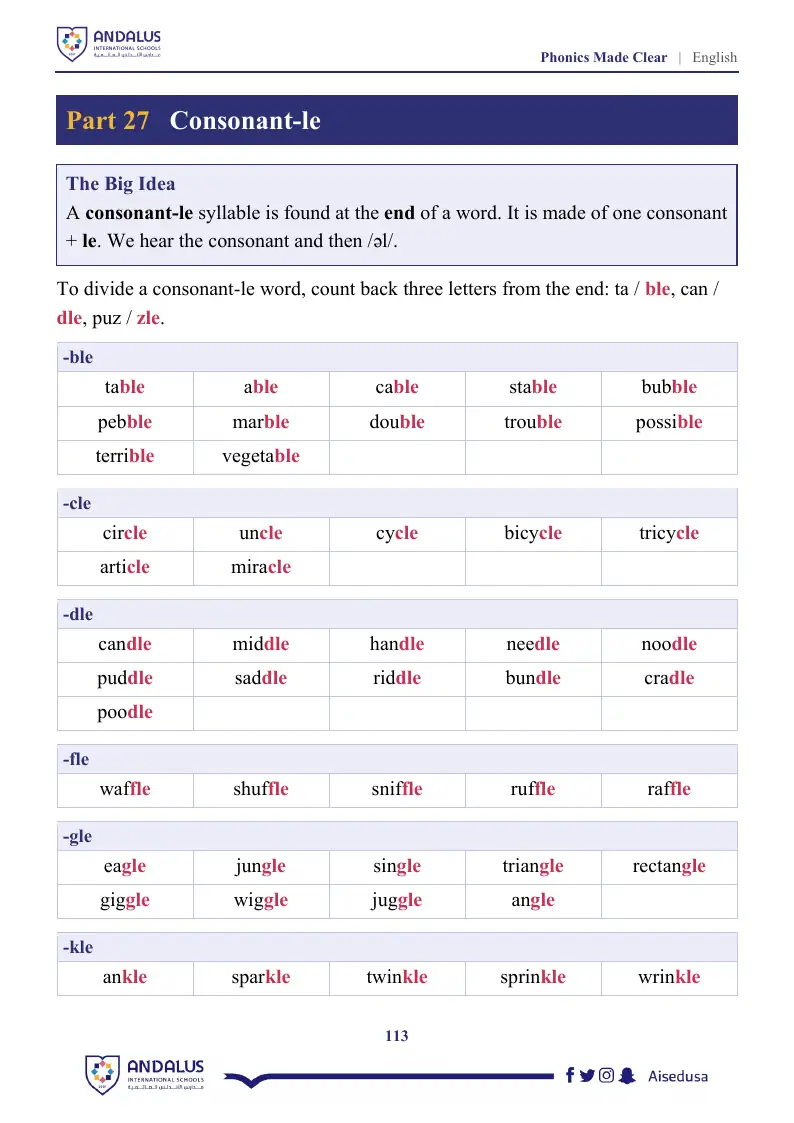 ANDALUS
INTERNATIONAL SCHOOLS
مدارس الأندلس العالمية
Phonics Made Clear | English
Part 27 Consonant-le
The Big Idea
A consonant-le syllable is found at the end of a word. It is made of one consonant
+ le. We hear the consonant and then /əl/.
To divide a consonant-le word, count back three letters from the end: ta / ble, can /
dle, puz / zle.
-ble
table able cable stable bubble
pebble marble double trouble possible
terrible vegetable
-cle
circle uncle cycle bicycle tricycle
article miracle
-dle
candle middle handle needle noodle
puddle saddle riddle bundle cradle
poodle
-fle
waffle shuffle sniffle ruffle raffle
-gle
eagle jungle single triangle rectangle
giggle wiggle juggle angle
-kle
ankle sparkle twinkle sprinkle wrinkle
113
ANDALUS
INTERNATIONAL SCHOOLS
مدارس الأندلس العالمية
Aisedusa